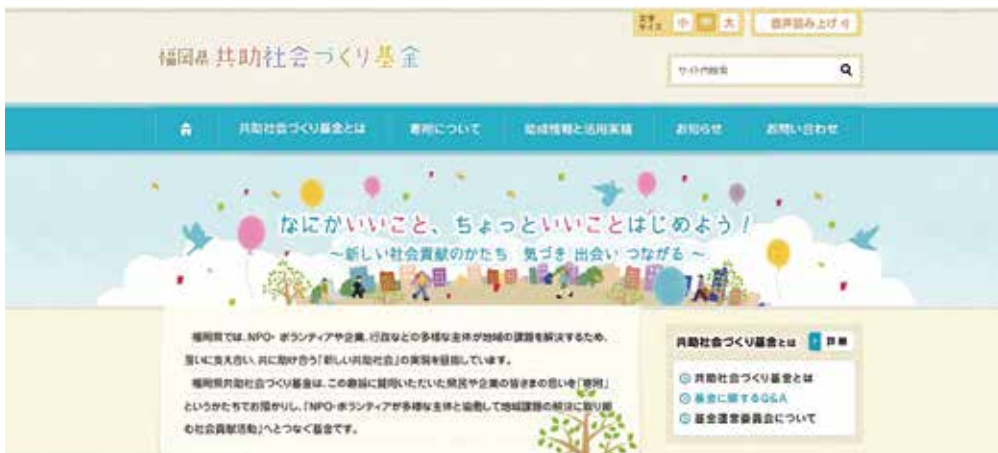 文字
サイズ
小 中 大
音声読み上げ
福岡県 共助社会づくり基金
サイト内検索
共助社会づくり基金とは
寄附について
助成情報と活用実績
お知らせ
お問い合わせ
なにかいいこと、ちょっといいことはじめよう!
～新しい社会貢献のかたち 気づき 出会い つながる～
福岡県では、NPO・ボランティアや企業、行政などの多様な主体が地域の課題を解決するため、
互いに支え合い、共に助け合う「新しい共助社会」の実現を目指しています。
福岡県共助社会づくり基金は、この趣旨に賛同いただいた県民や企業の皆さまの思いを「寄附」
というかたちでお預かりし、「NPO・ボランティアが多様な主体と協働して地域課題の解決に取り組
む社会貢献活動」へとつなぐ基金です。
共助社会づくり基金とは 詳細
共助社会づくり基金とは
基金に関するQ&A
基金運営委員会について